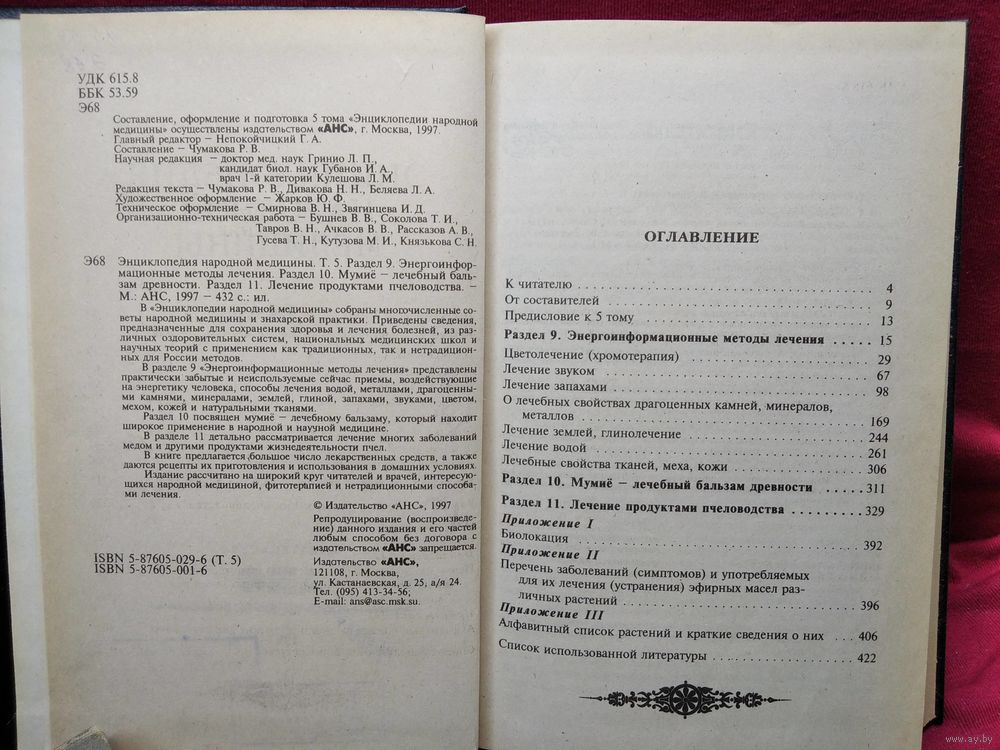 УДК 615.8
ББК 53.59
Э68
Составление, оформление и подготовка 5 тома «Энциклопедии народной
медицины» осуществлены издательством «АНС», г. Москва, 1997.
Главный редактор — Непокойчицкий Г. А.
Составление — Чумакова Р. В.
Научная редакция — доктор мед. наук Гринио Л. П.,
кандидат биол. наук Губанов И. А.,
врач 1-й категории Кулешова Л. М.
Редакция текста — Чумакова Р. В., Дивакова Н. Н., Беляева Л. А.
Художественное оформление — Жарков Ю. Ф.
Техническое оформление — Смирнова В. Н., Звягинцева И. Д.
Организационно-техническая работа — Бушнев В. В., Соколова Т. И.,
Тавров В. Н., Ачкасов В. В., Рассказов А. В.,
Гусева Т. Н., Кутузова М. И., Князькова С. Н.
Э68 Энциклопедия народной медицины. Т. 5. Раздел 9. Энергоинфор-
мационные методы лечения. Раздел 10. Мумиё — лечебный баль-
зам древности. Раздел 11. Лечение продуктами пчеловодства. —
М.: АНС, 1997 — 432 с.: ил.
В «Энциклопедии народной медицины» собраны многочисленные со-
веты народной медицины и знахарской практики. Приведены сведения,
предназначенные для сохранения здоровья и лечения болезней, из раз-
личных оздоровительных систем, национальных медицинских школ и
научных теорий с применением как традиционных, так и нетрадицион-
ных для России методов.
В разделе 9 «Энергоинформационные методы лечения» представлены
практически забытые и неиспользуемые сейчас приемы, воздействующие
на энергетику человека, способы лечения водой, металлами, драгоценны-
ми камнями, минералами, землей, глиной, запахами, звуками, цветом,
мехом, кожей и натуральными тканями.
Раздел 10 посвящен мумиё — лечебному бальзаму, который находит
широкое применение в народной и научной медицине.
В разделе 11 детально рассматривается лечение многих заболеваний
медом и другими продуктами жизнедеятельности пчел.
В книге предлагается большое число лекарственных средств, а также
даются рецепты их приготовления и использования в домашних условиях.
Издание рассчитано на широкий круг читателей и врачей, интересую-
щихся народной медициной, фитотерапией и нетрадиционными способа-
ми лечения.
© Издательство «АНС», 1997
Репродуцирование (воспроизведе-
ние) данного издания и его частей
любым способом без договора с
издательством «АНС» запрещается.
ISBN 5-87605-029-6 (Т. 5)
ISBN 5-87605-001-6
Издательство «АНС»,
121108, г. Москва,
ул. Кастанаевская, д. 25, а/я 24.
Тел. (095) 413-34-56;
E-mail: ans@asc.msk.su.
ОГЛАВЛЕНИЕ
К читателю 4
От составителей 9
Предисловие к 5 тому 13
Раздел 9. Энергоинформационные методы лечения 15
Цветолечение (хромотерапия) 29
Лечение звуком 67
Лечение запахами 98
О лечебных свойствах драгоценных камней, минералов,
металлов 169
Лечение землей, глинолечение 244
Лечение водой 261
Лечебные свойства тканей, меха, кожи 306
Раздел 10. Мумиё — лечебный бальзам древности 311
Раздел 11. Лечение продуктами пчеловодства 329
Приложение I
Биолокация 392
Приложение II
Перечень заболеваний (симптомов) и употребляемых
для их лечения (устранения) эфирных масел раз-
личных растений 396
Приложение III
Алфавитный список растений и краткие сведения о них 406
Список использованной литературы 422
www.ay.by